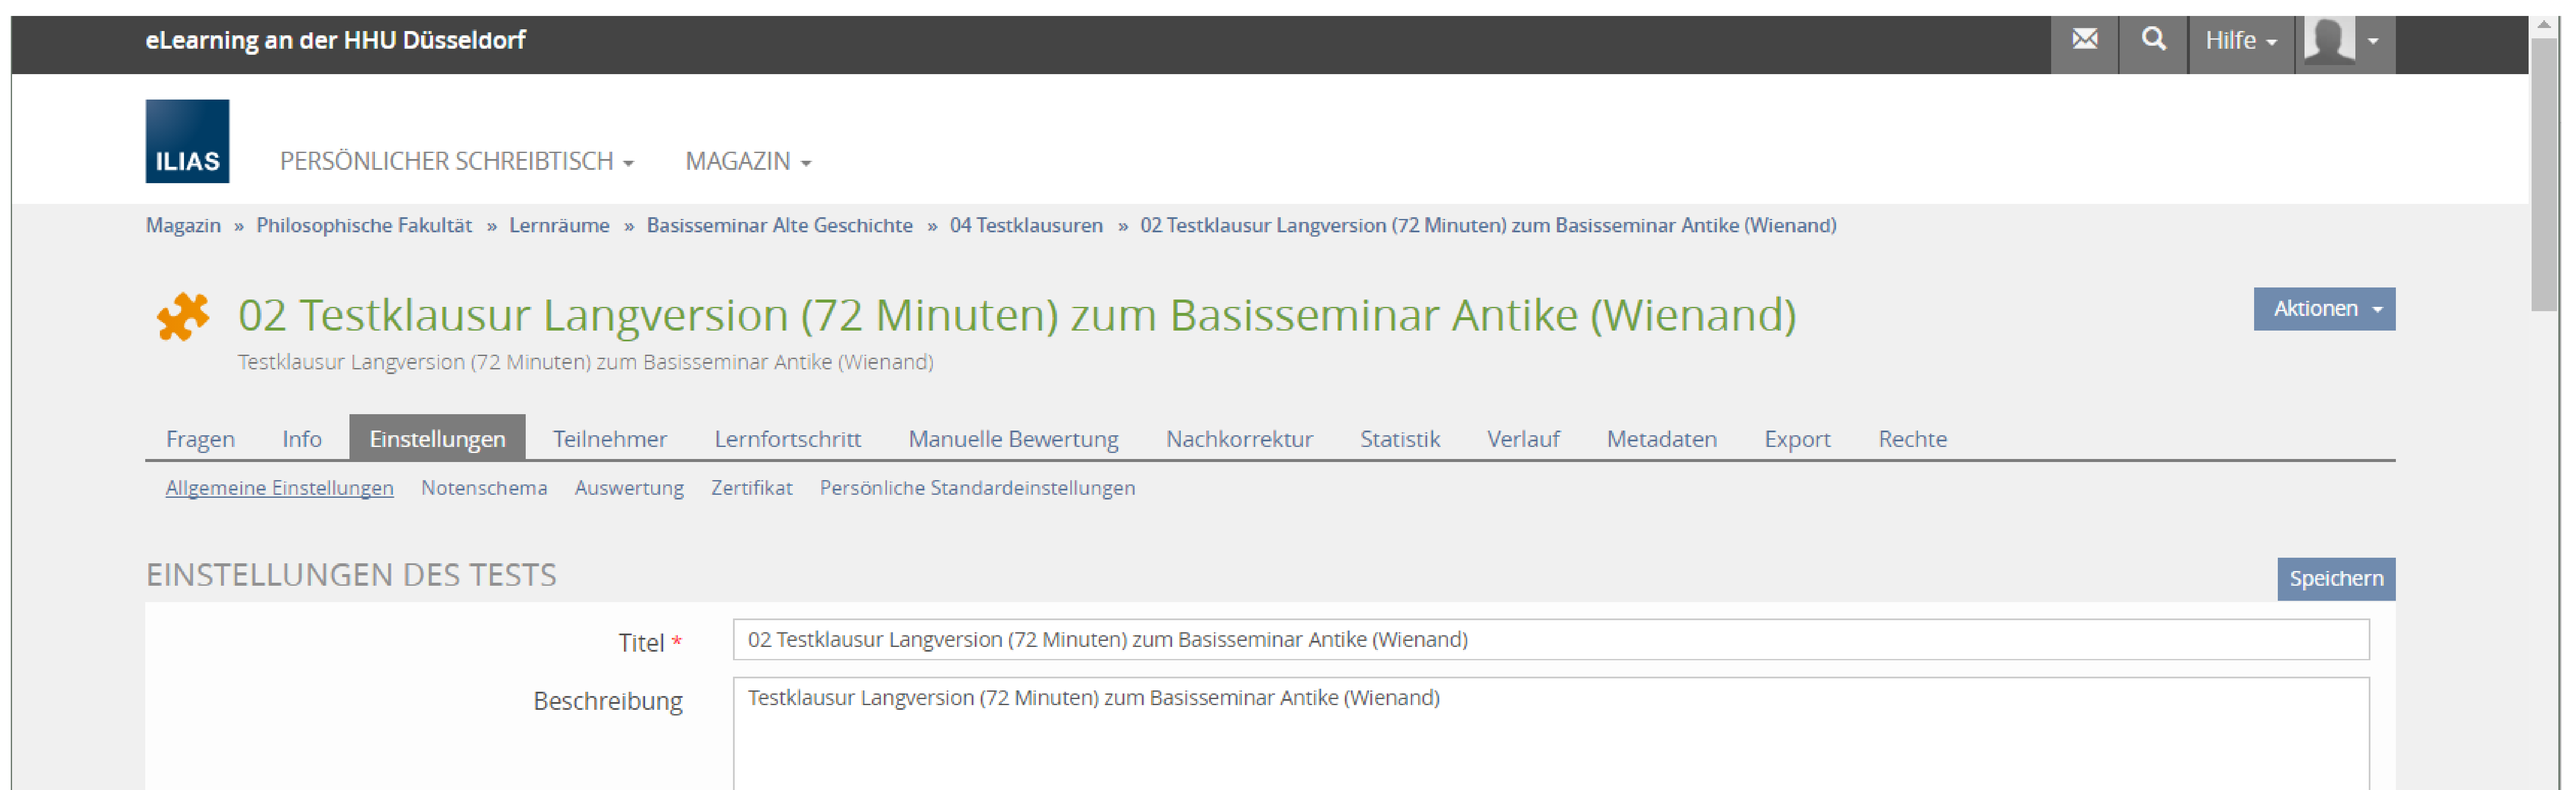 eLearning an der HHU Düsseldorf Hilfe
ILIAS PERSÖNLICHER SCHREIBTISCH MAGAZIN
Magazin » Philosophische Fakultät » Lernräume » Basisseminar Alte Geschichte » 04 Testklausuren » 02 Testklausur Langversion (72 Minuten) zum Basisseminar Antike (Wienand)
02 Testklausur Langversion (72 Minuten) zum Basisseminar Antike (Wienand) Aktionen
Testklausur Langversion (72 Minuten) zum Basisseminar Antike (Wienand)
Fragen Info Einstellungen Teilnehmer Lernfortschritt Manuelle Bewertung Nachkorrektur Statistik Verlauf Metadaten Export Rechte
Allgemeine Einstellungen Notenschema Auswertung Zertifikat Persönliche Standardeinstellungen
EINSTELLUNGEN DES TESTS Speichern
Titel * 02 Testklausur Langversion (72 Minuten) zum Basisseminar Antike (Wienand)
Beschreibung Testklausur Langversion (72 Minuten) zum Basisseminar Antike (Wienand)